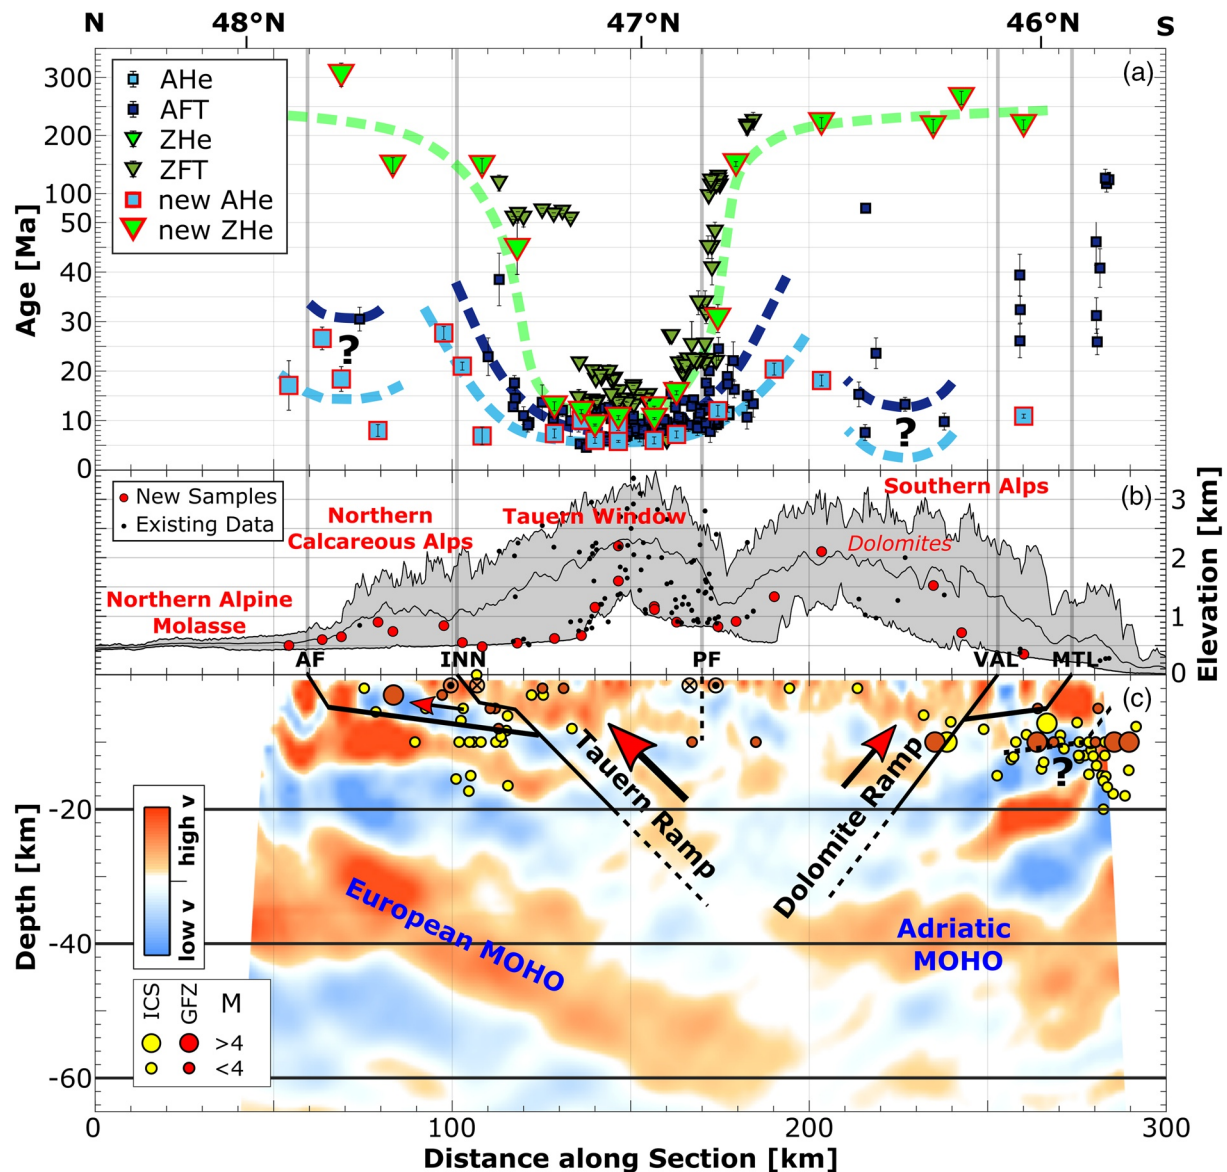 N 48°N 47°N 46°N S
(a)
AHe
AFT
ZHe
ZFT
new AHe
new ZHe
Age [Ma]
300
200
100
50
40
30
20
10
0
?
?
(b)
New Samples
Existing Data
Northern
Calcareous Alps
Tauern Window
Southern Alps
Dolomites
Northern Alpine
Molasse
Elevation [km]
3
2
1
0
AF INN PF VAL MTL
(c)
Tauern Ramp
Dolomite Ramp
?
European MOHO
Adriatic
MOHO
high v
low v
Depth [km]
-20
-40
-60
ICS GFZ M
>4
<4
0 100 200 300
Distance along Section [km]